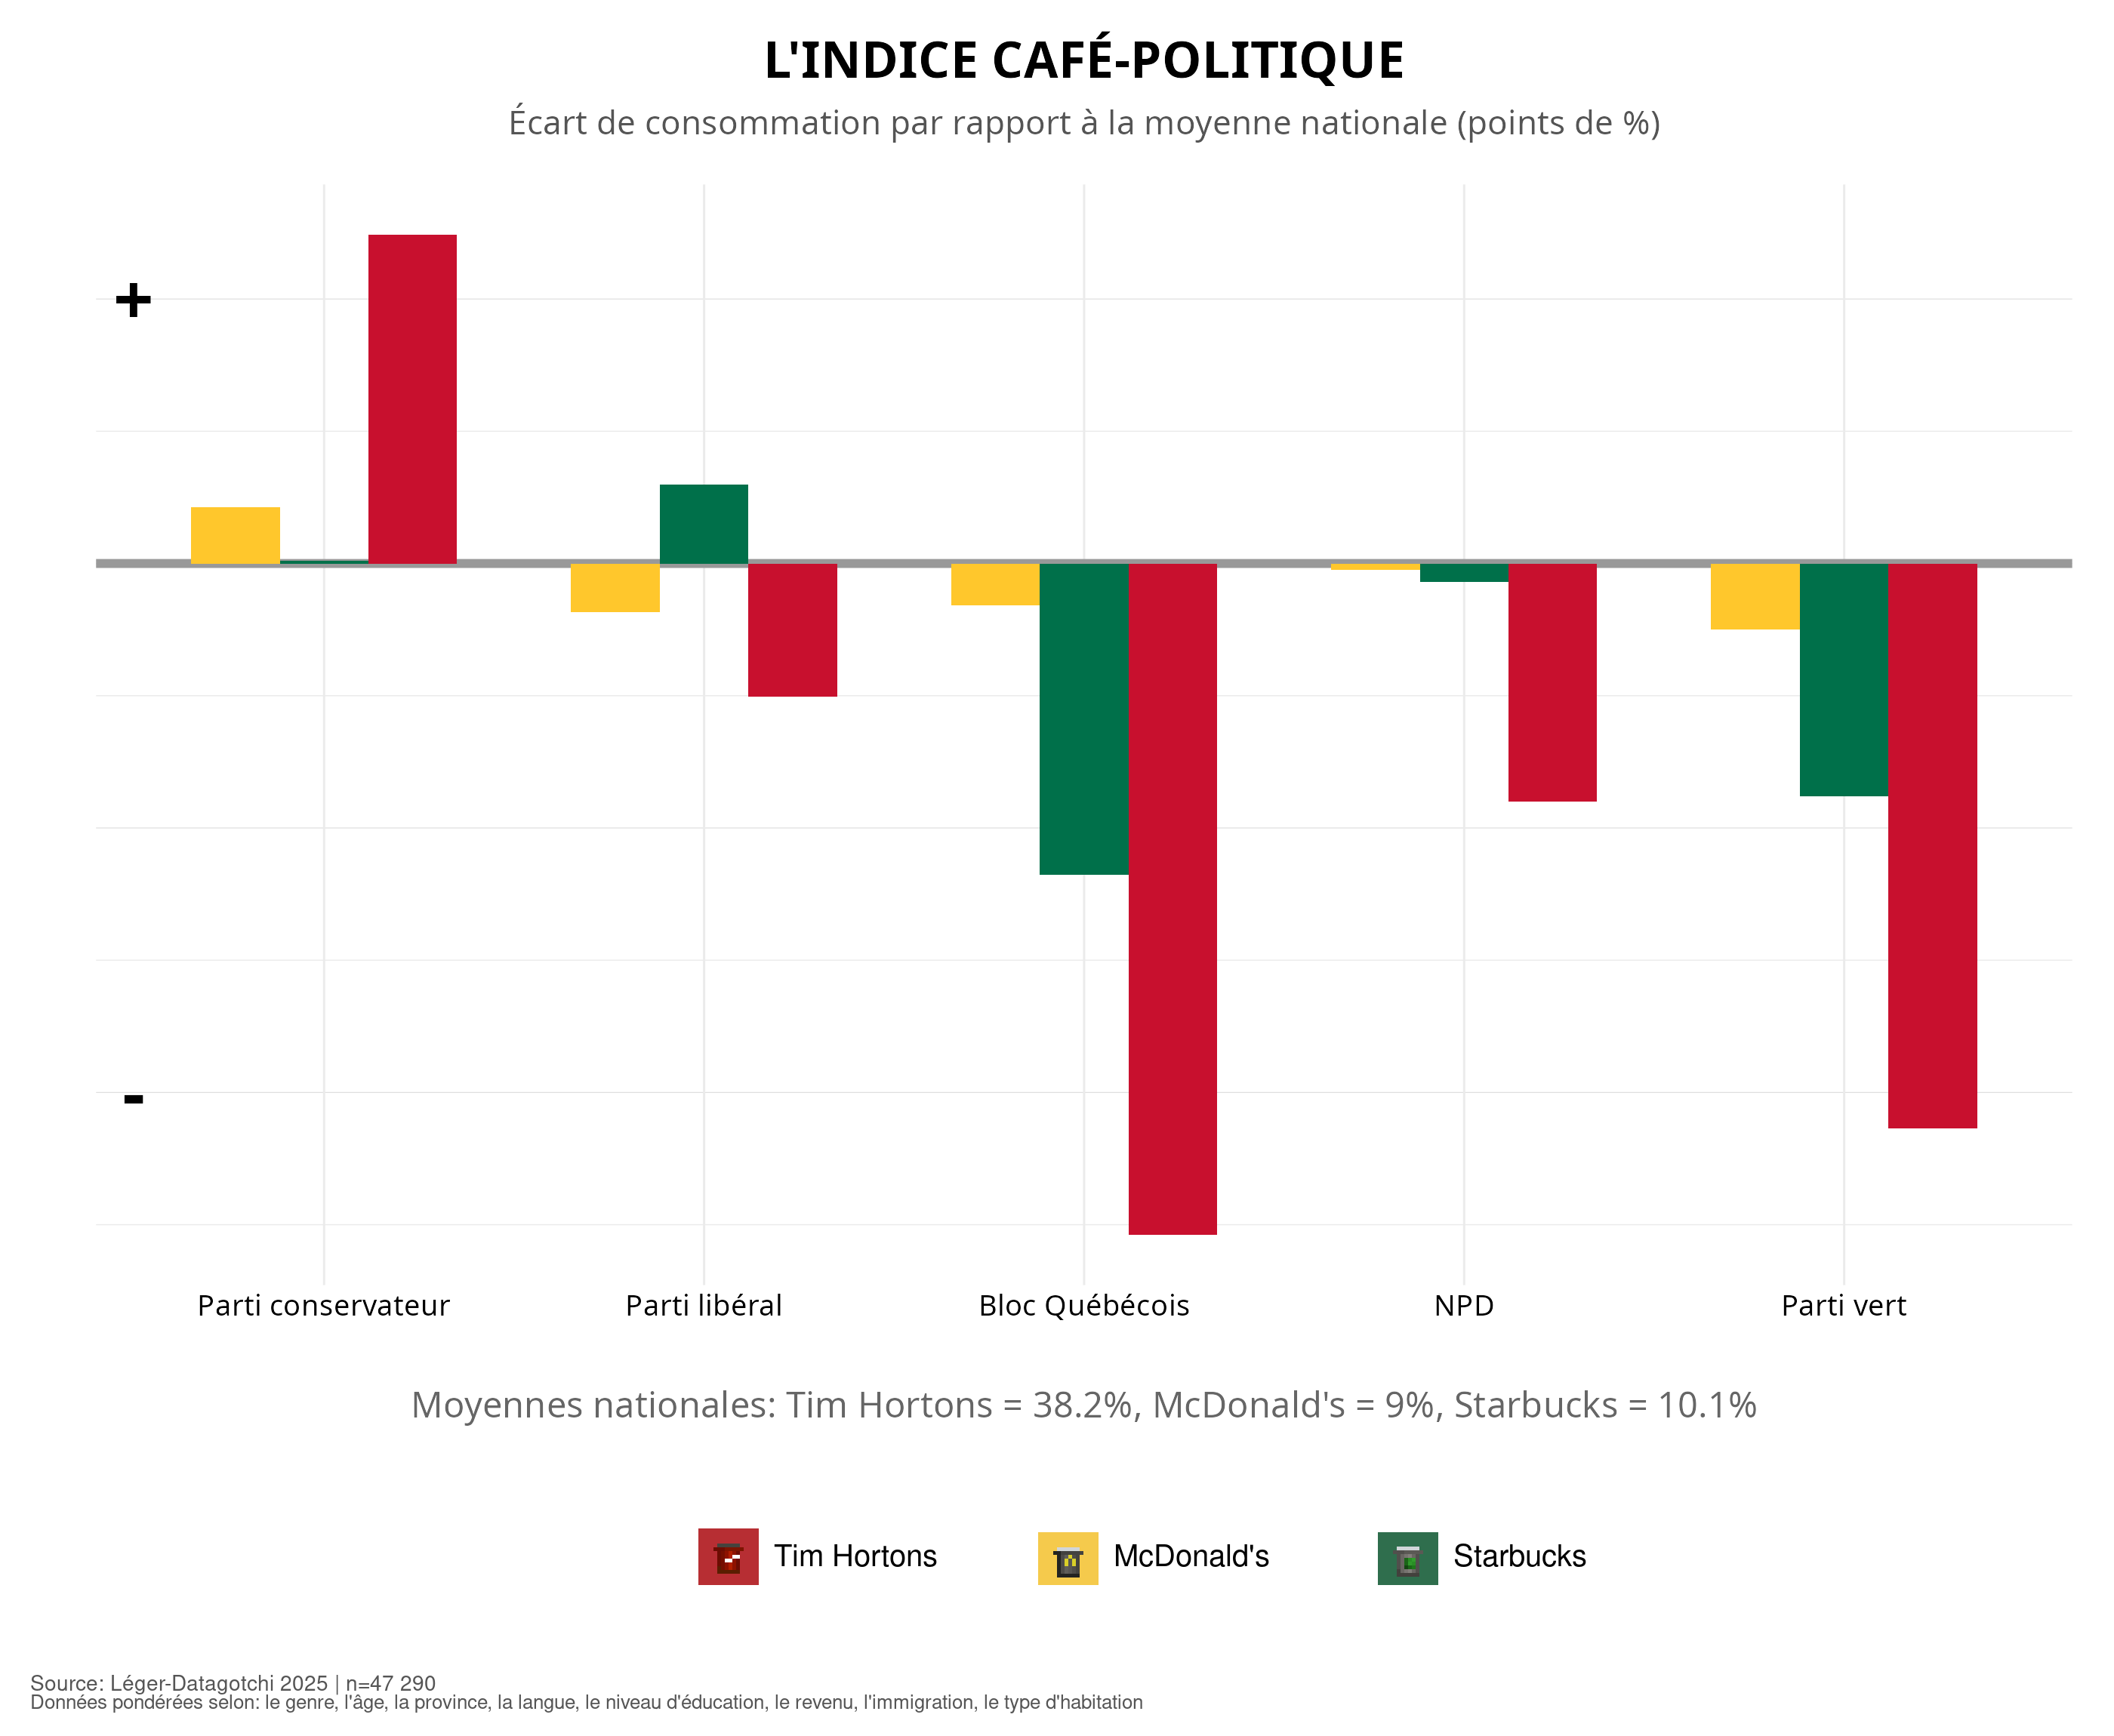 L'INDICE CAFÉ-POLITIQUE
Écart de consommation par rapport à la moyenne nationale (points de %)
+
-
Parti conservateur
Parti libéral
Bloc Québécois
NPD
Parti vert
Moyennes nationales: Tim Hortons = 38.2%, McDonald's = 9%, Starbucks = 10.1%
Tim Hortons
McDonald's
Starbucks
Source: Léger-Datagotchi 2025 | n=47 290
Données pondérées selon: le genre, l'âge, la province, la langue, le niveau d'éducation, le revenu, l'immigration, le type d'habitation